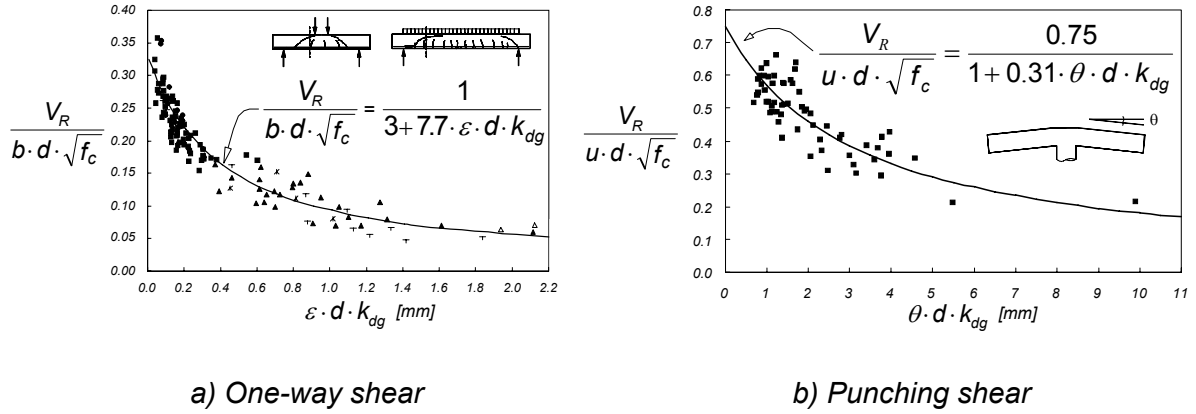 0.40
0.35
0.30
0.25
0.20
0.15
0.10
0.05
0.00
V_R / (b·d·√f_c)
V_R / (b·d·√f_c) = 1 / (3+7.7·ε·d·k_dg)
0.0 0.2 0.4 0.6 0.8 1.0 1.2 1.4 1.6 1.8 2.0 2.2
ε·d·k_dg [mm]
a) One-way shear
0.8
0.7
0.6
0.5
0.4
0.3
0.2
0.1
0.0
V_R / (u·d·√f_c)
V_R / (u·d·√f_c) = 0.75 / (1+0.31·θ·d·k_dg)
θ
0 1 2 3 4 5 6 7 8 9 10 11
θ·d·k_dg [mm]
b) Punching shear